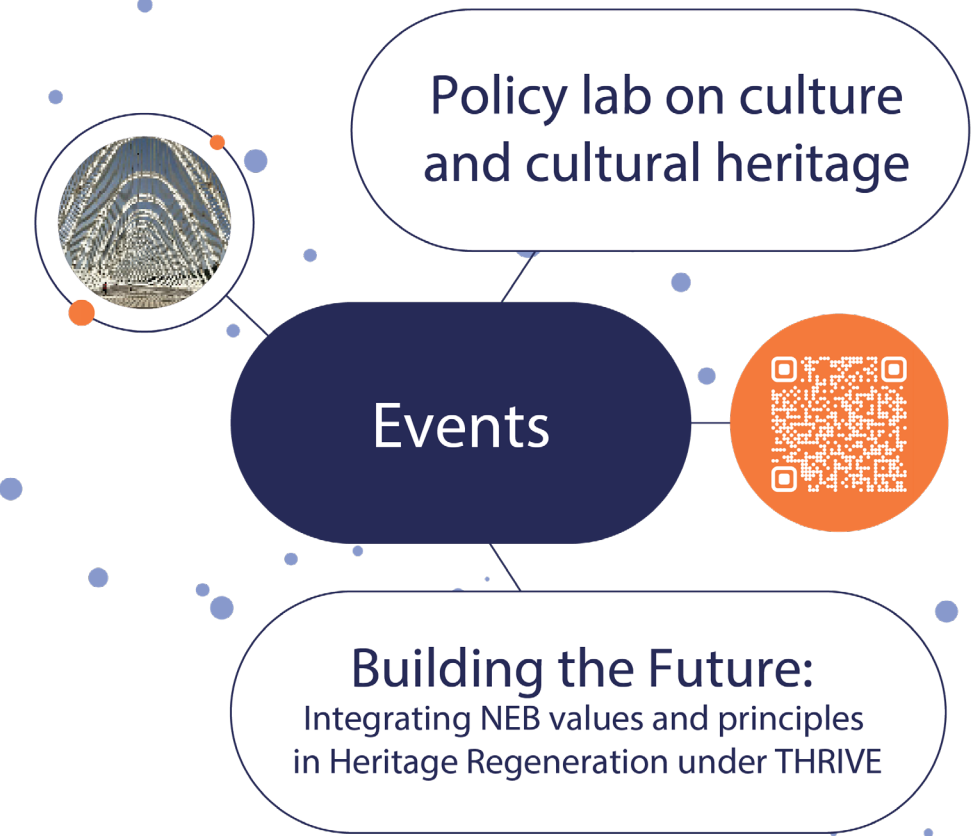 Policy lab on culture
and cultural heritage
Events
Building the Future:
Integrating NEB values and principles
in Heritage Regeneration under THRIVE